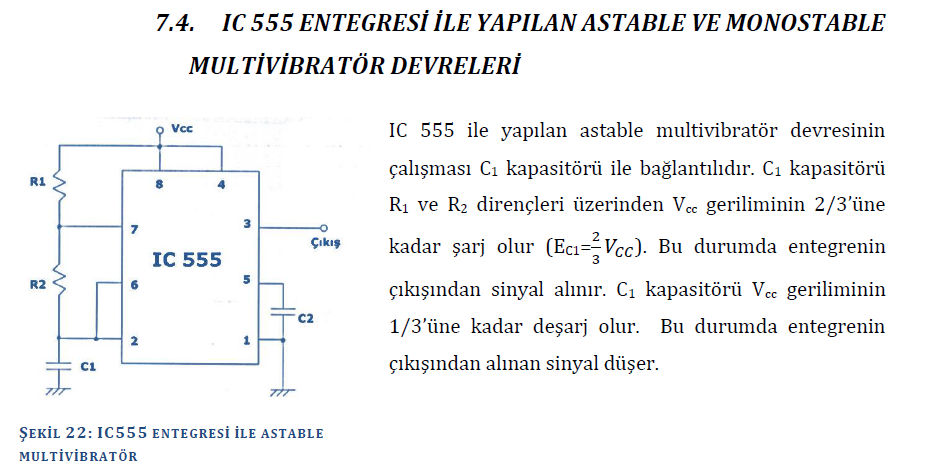 7.4. IC 555 ENTEGRESİ İLE YAPILAN ASTABLE VE MONOSTABLE
MULTİVİBRATÖR DEVRELERİ
Vcc
R1
8
4
7
3
Çıkış
IC 555
R2
6
5
C2
2
1
C1
ŞEKİL 22: IC555 ENTEGRESİ İLE ASTABLE
MULTİVİBRATÖR
IC 555 ile yapılan astable multivibratör devresinin
çalışması C₁ kapasitörü ile bağlantılıdır. C₁ kapasitörü
R₁ ve R₂ dirençleri üzerinden Vcc geriliminin 2/3’üne
kadar şarj olur (EC1=2/3 VCC). Bu durumda entegrenin
çıkışından sinyal alınır. C₁ kapasitörü Vcc geriliminin
1/3’üne kadar deşarj olur. Bu durumda entegrenin
çıkışından alınan sinyal düşer.